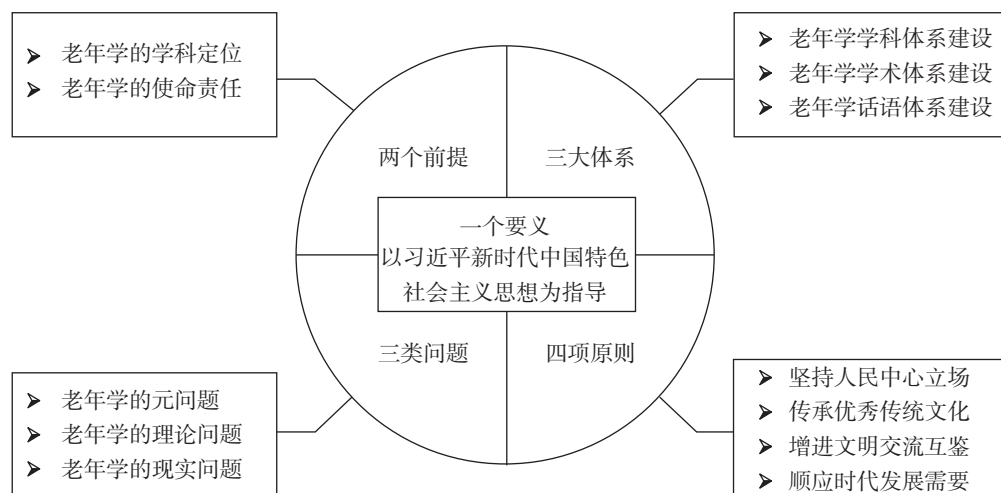 老年学的学科定位
老年学的使命责任
老年学学科体系建设
老年学学术体系建设
老年学话语体系建设
两个前提
三大体系
一个要义
以习近平新时代中国特色
社会主义思想为指导
三类问题
四项原则
老年学的元问题
老年学的理论问题
老年学的现实问题
坚持人民中心立场
传承优秀传统文化
增进文明交流互鉴
顺应时代发展需要